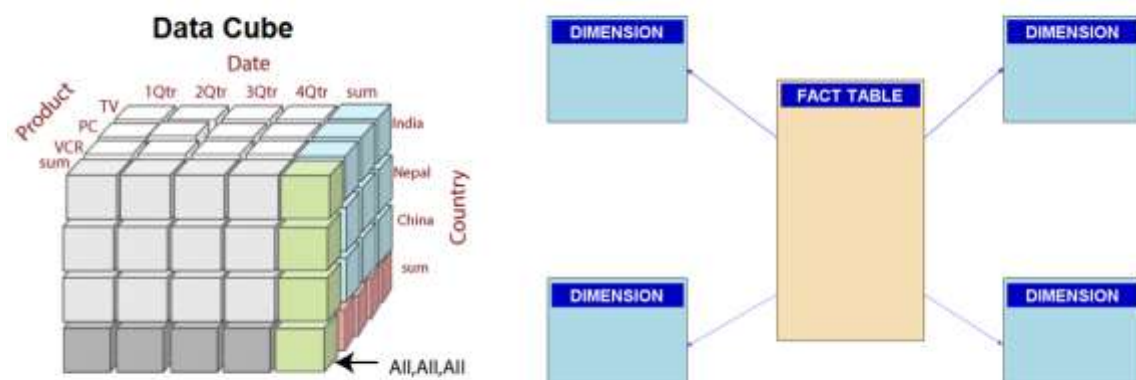 Data Cube
Date
Product
1Qtr 2Qtr 3Qtr 4Qtr sum
TV
PC
VCR
sum
India
Nepal
China
sum
Country
All,All,All
DIMENSION
DIMENSION
FACT TABLE
DIMENSION
DIMENSION